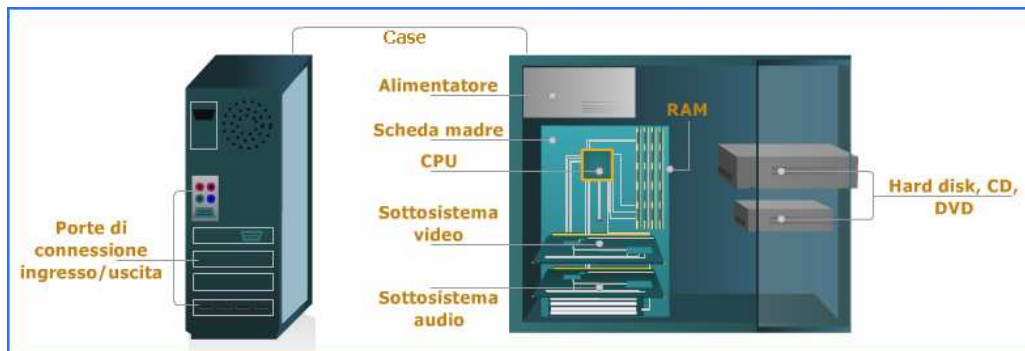 Case
Alimentatore
Scheda madre
RAM
CPU
Hard disk, CD,
DVD
Sottosistema
video
Porte di
connessione
ingresso/uscita
Sottosistema
audio